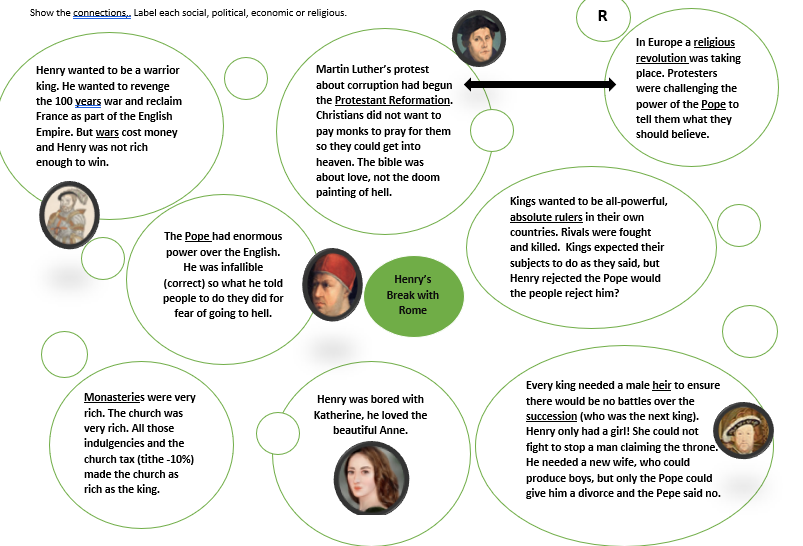 Show the connections,. Label each social, political, economic or religious.
R
Henry wanted to be a warrior
king. He wanted to revenge
the 100 years war and reclaim
France as part of the English
Empire. But wars cost money
and Henry was not rich
enough to win.
Martin Luther's protest
about corruption had begun
the Protestant Reformation.
Christians did not want to
pay monks to pray for them
so they could get into
heaven. The bible was
about love, not the doom
painting of hell.
In Europe a religious
revolution was taking
place. Protesters
were challenging the
power of the Pope to
tell them what they
should believe.
The Pope had enormous
power over the English.
He was infallible
(correct) so what he told
people to do they did for
fear of going to hell.
Henry's
Break with
Rome
Kings wanted to be all-powerful,
absolute rulers in their own
countries. Rivals were fought
and killed.  Kings expected their
subjects to do as they said, but
Henry rejected the Pope would
the people reject him?
Monasteries were very
rich. The church was
very rich. All those
indulgencies and the
church tax (tithe -10%)
made the church as
rich as the king.
Henry was bored with
Katherine, he loved the
beautiful Anne.
Every king needed a male heir to ensure
there would be no battles over the
succession (who was the next king).
Henry only had a girl! She could not
fight to stop a man claiming the throne.
He needed a new wife, who could
produce boys, but only the Pope could
give him a divorce and the Pepe said no.